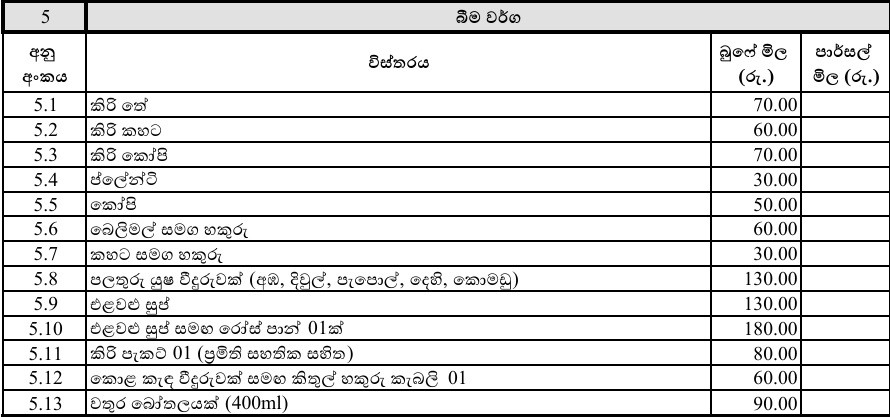 5 බීම වර්ග
අනු අංකය විස්තරය බුෆේ මිල (රු.) පාර්සල් මිල (රු.)
5.1 කිරි තේ 70.00
5.2 කිරි කහට 60.00
5.3 කිරි කෝපි 70.00
5.4 ප්ලේන්ටි 30.00
5.5 කෝපි 50.00
5.6 බෙලිමල් සමග හකුරු 60.00
5.7 කහට සමග හකුරු 30.00
5.8 පලතුරු යුෂ වීදුරුවක් (අඹ, දිවුල්, පැපොල්, දෙහි, කොමඩු) 130.00
5.9 එළවළු සුප් 130.00
5.10 එළවළු සුප් සමඟ රෝස් පාන් 01ක් 180.00
5.11 කිරි පැකට් 01 (ප්‍රමිති සහතික සහිත) 80.00
5.12 කොළ කැඳ වීදුරුවක් සමඟ කිතුල් හකුරු කැබලි 01 60.00
5.13 වතුර බෝතලයක් (400ml) 90.00